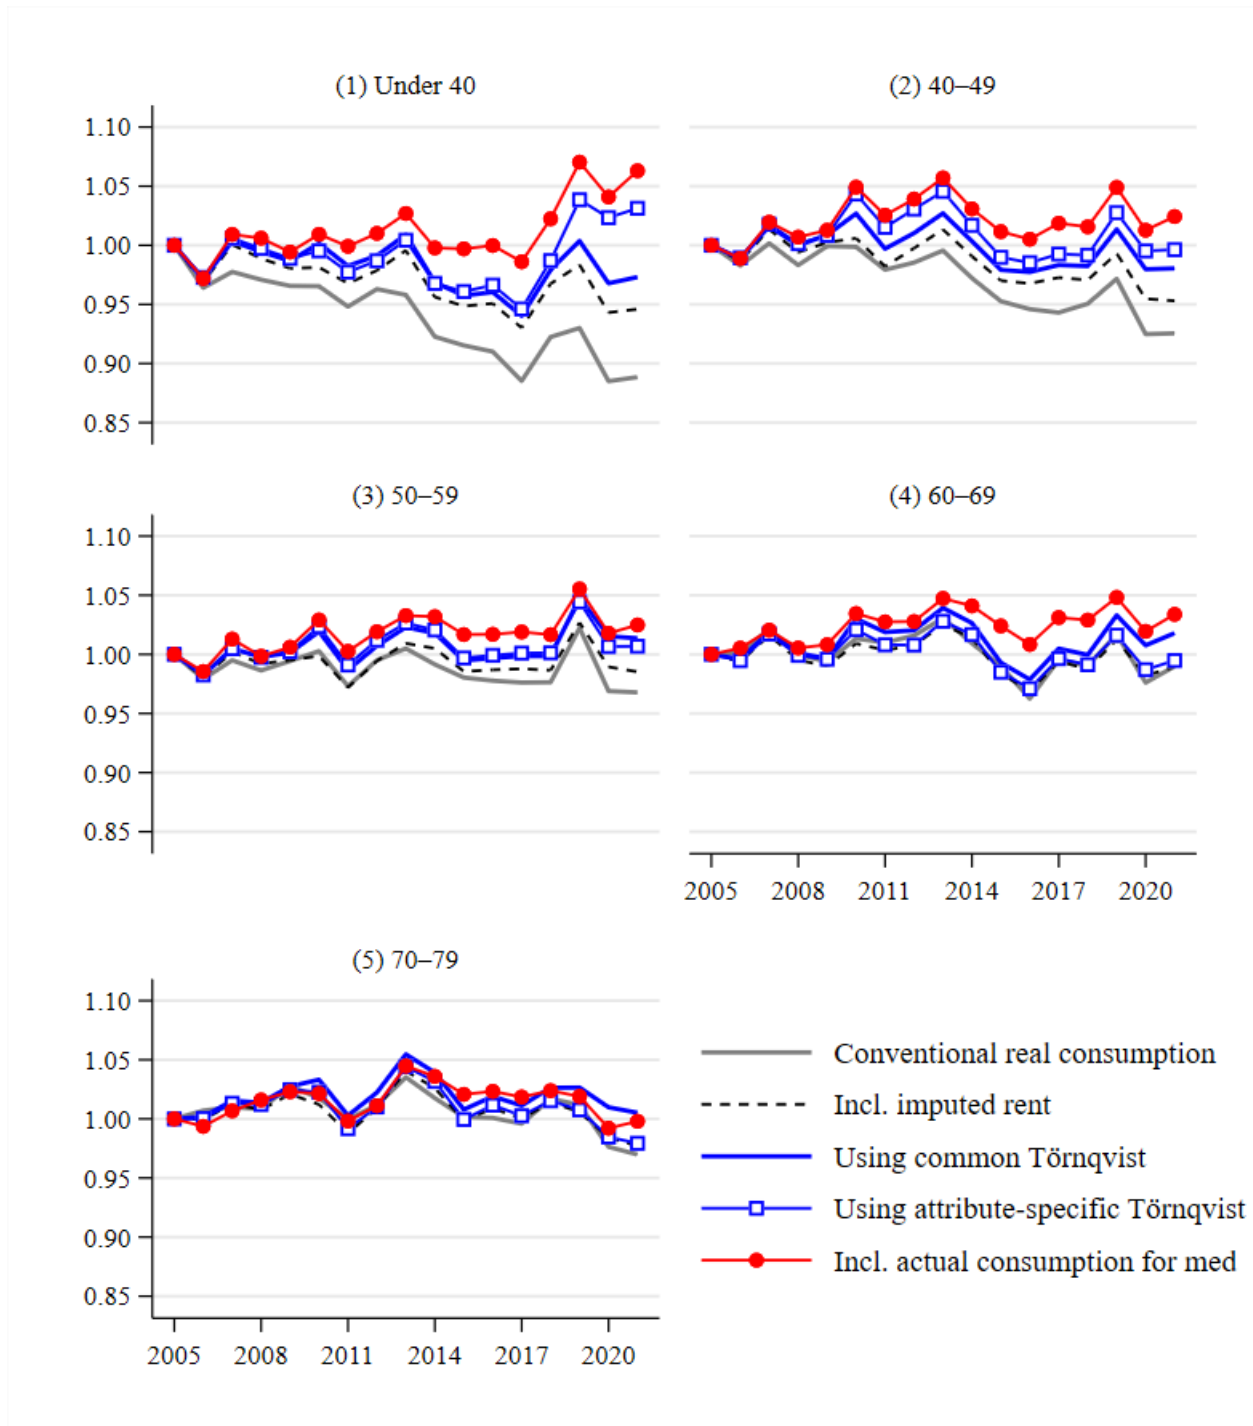 (1) Under 40
(2) 40–49
1.10
1.05
1.00
0.95
0.90
0.85
(3) 50–59
(4) 60–69
1.10
1.05
1.00
0.95
0.90
0.85
2005 2008 2011 2014 2017 2020
(5) 70–79
1.10
1.05
1.00
0.95
0.90
0.85
2005 2008 2011 2014 2017 2020
Conventional real consumption
Incl. imputed rent
Using common Törnqvist
Using attribute-specific Törnqvist
Incl. actual consumption for med